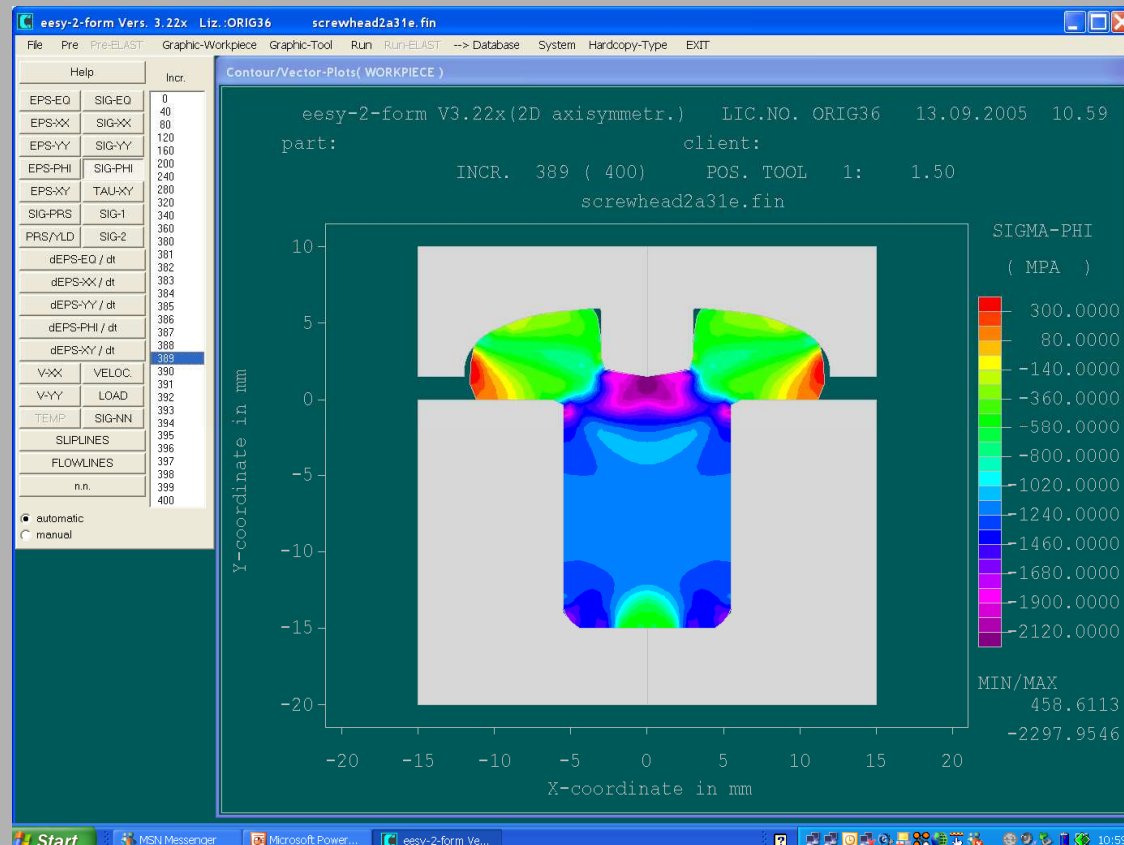 eesy-2-form Vers. 3.22x Liz.:ORIG36 screwhead2a31e.fin
File Pre Pre-ELAST Graphic-Workpiece Graphic-Tool Run Run-ELAST --> Database System Hardcopy-Type EXIT
Help
Incr.
EPS-EQ SIG-EQ
EPS-XX SIG-XX
EPS-YY SIG-YY
EPS-PHI SIG-PHI
EPS-XY TAU-XY
SIG-PRS SIG-1
PRS/YLD SIG-2
dEPS-EQ / dt
dEPS-XX / dt
dEPS-YY / dt
dEPS-PHI / dt
dEPS-XY / dt
V-XX VELOC.
V-YY LOAD
TEMP SIG-NN
SLIPLINES
FLOWLINES
n.n.
automatic
manual
0
40
80
120
160
200
240
280
320
340
360
380
381
382
383
384
385
386
387
388
389
390
391
392
393
394
395
396
397
398
399
400
Contour/Vector-Plots( WORKPIECE )
eesy-2-form V3.22x(2D axisymmetr.) LIC.NO. ORIG36 13.09.2005 10.59
part: client:
INCR. 389 ( 400) POS. TOOL 1: 1.50
screwhead2a31e.fin
SIGMA-PHI
( MPA )
300.0000
80.0000
-140.0000
-360.0000
-580.0000
-800.0000
-1020.0000
-1240.0000
-1460.0000
-1680.0000
-1900.0000
-2120.0000
MIN/MAX
458.6113
-2297.9546
Y-coordinate in mm
10
5
0
-5
-10
-15
-20
-20 -15 -10 -5 0 5 10 15 20
X-coordinate in mm
Start MSN Messenger Microsoft Power... eesy-2-form Ve... 10:59